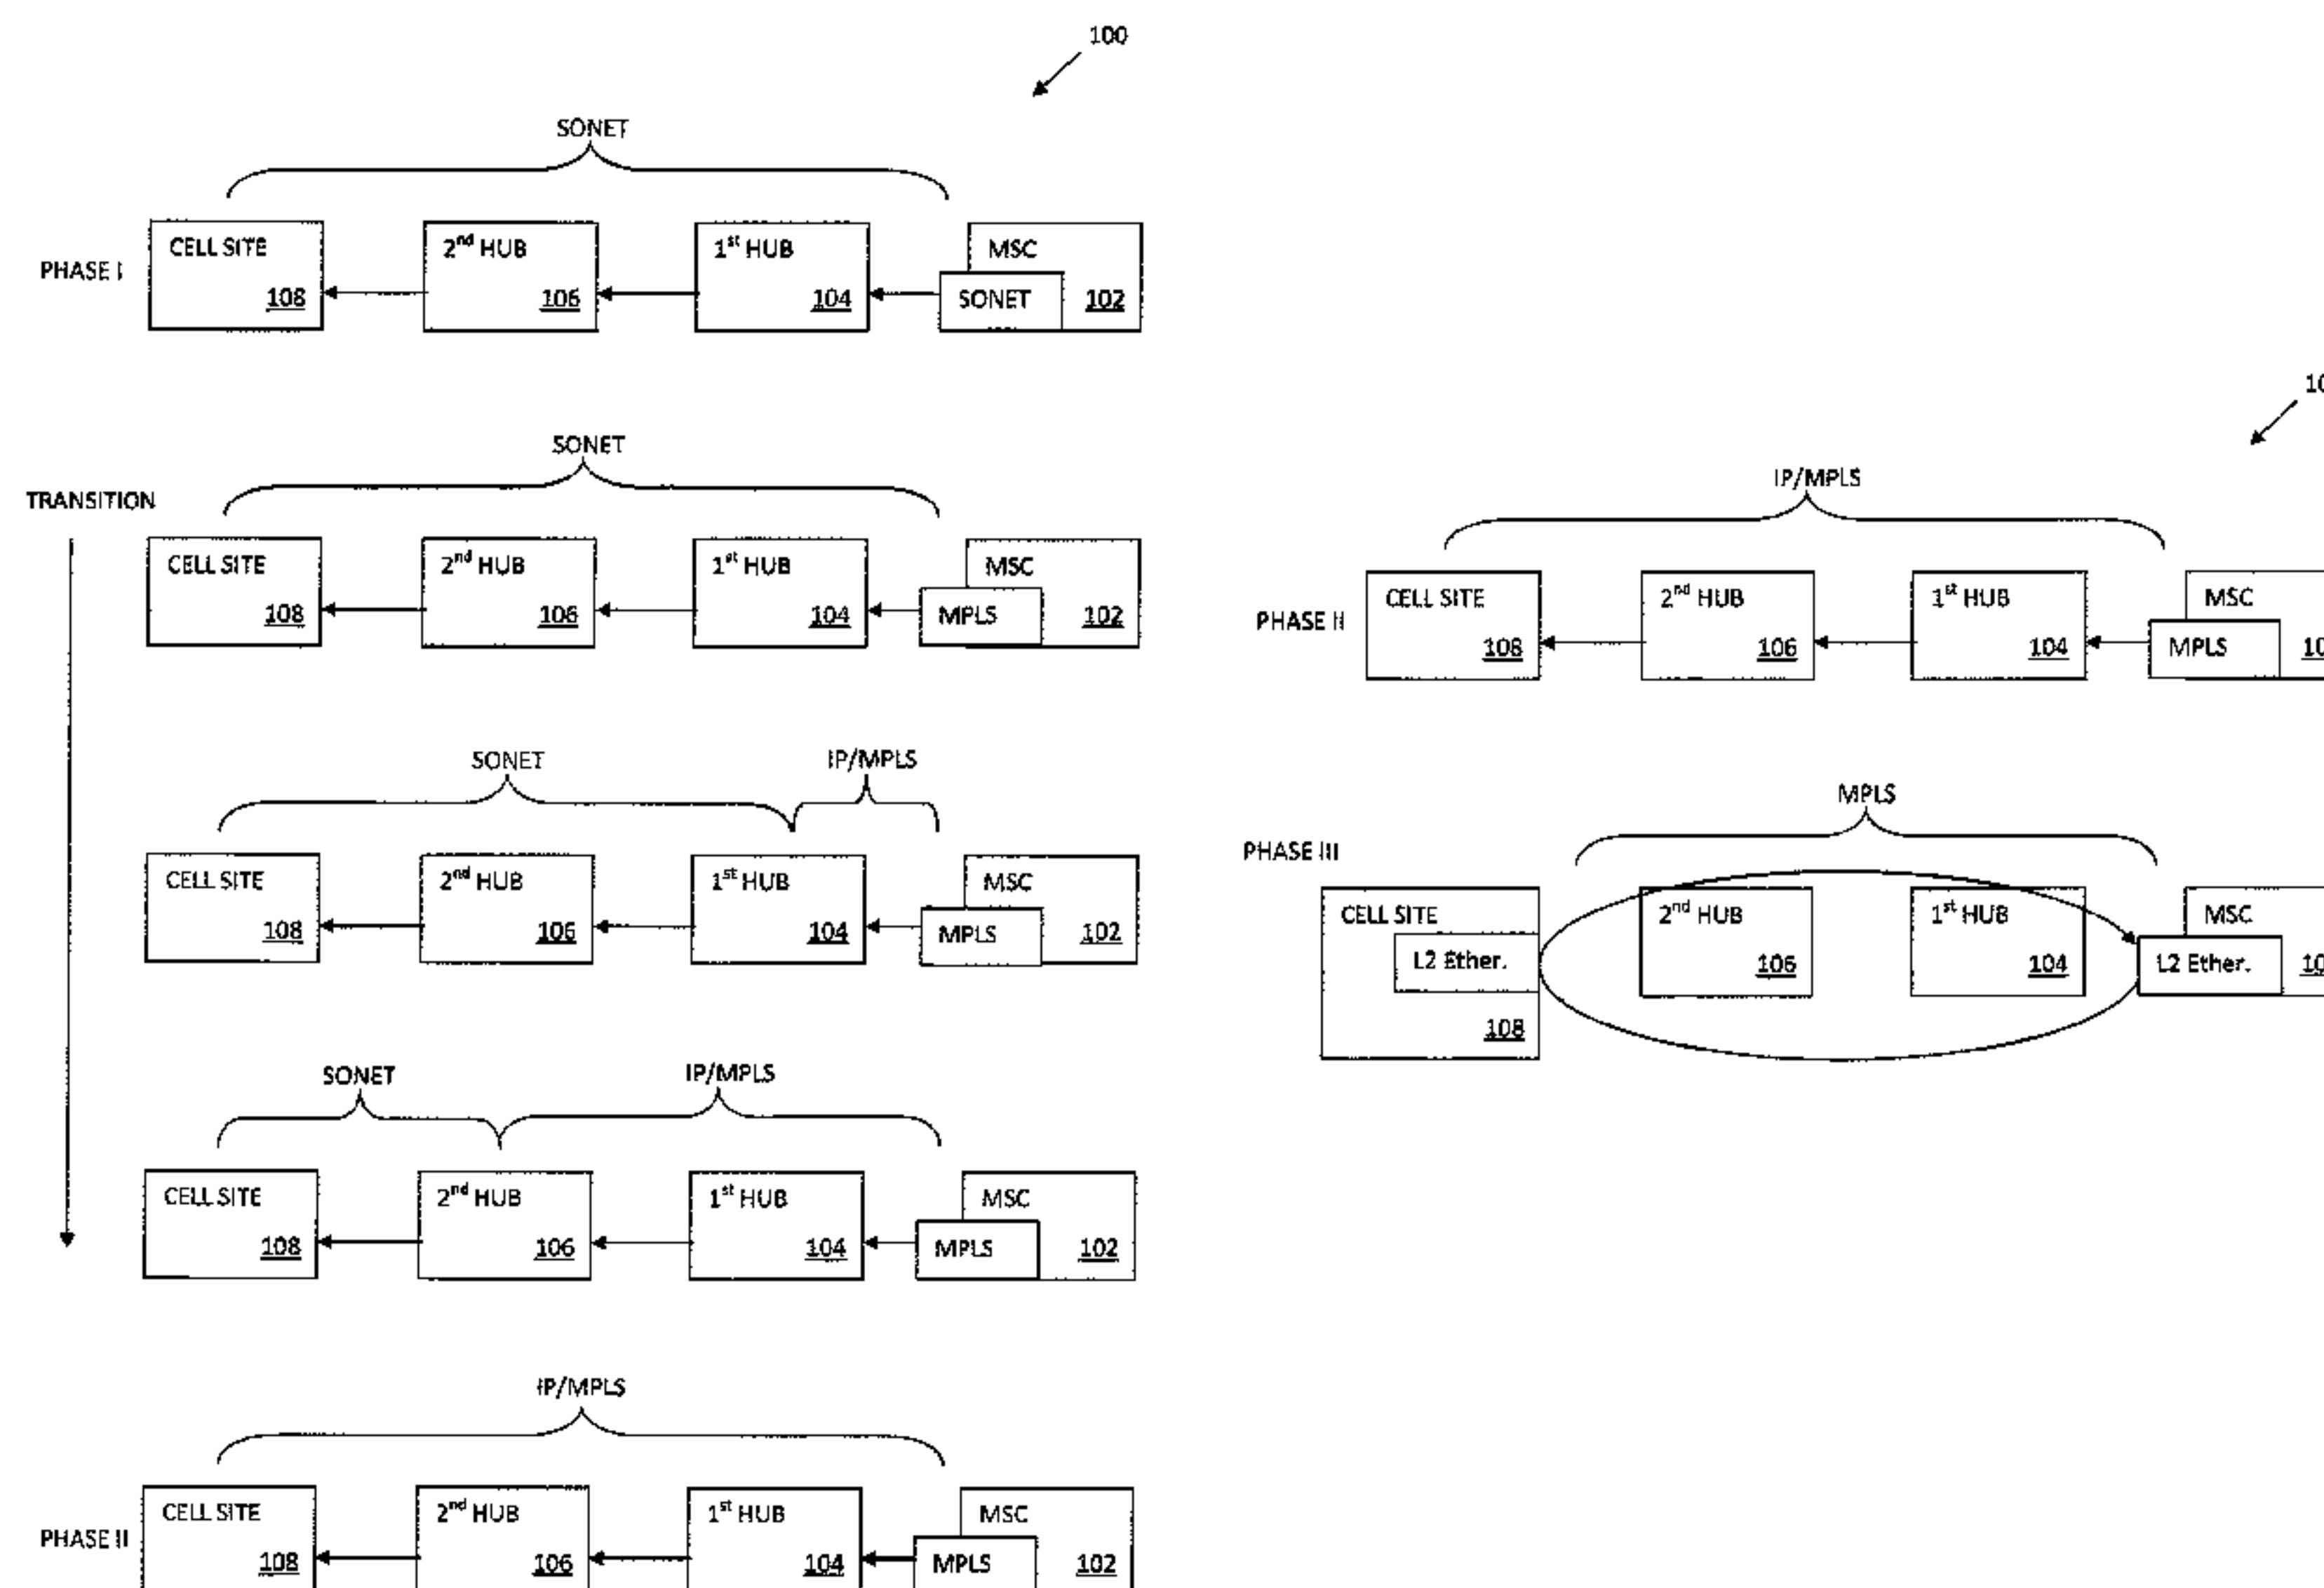 100
SONET
CELL SITE 2nd HUB 1st HUB MSC
PHASE I
108 106 104 SONET 102
SONET
TRANSITION
CELL SITE 2nd HUB 1st HUB MSC
108 106 104 MPLS 102
SONET IP/MPLS
CELL SITE 2nd HUB 1st HUB MSC
108 106 104 MPLS 102
SONET IP/MPLS
CELL SITE 2nd HUB 1st HUB MSC
108 106 104 MPLS 102
IP/MPLS
CELL SITE 2nd HUB 1st HUB MSC
PHASE II
108 106 104 MPLS 102
IP/MPLS
CELL SITE 2nd HUB 1st HUB MSC
PHASE II
108 106 104 MPLS
MPLS
PHASE III
CELL SITE 2nd HUB 1st HUB MSC
L2 Ether. 106 104 L2 Ether.
108